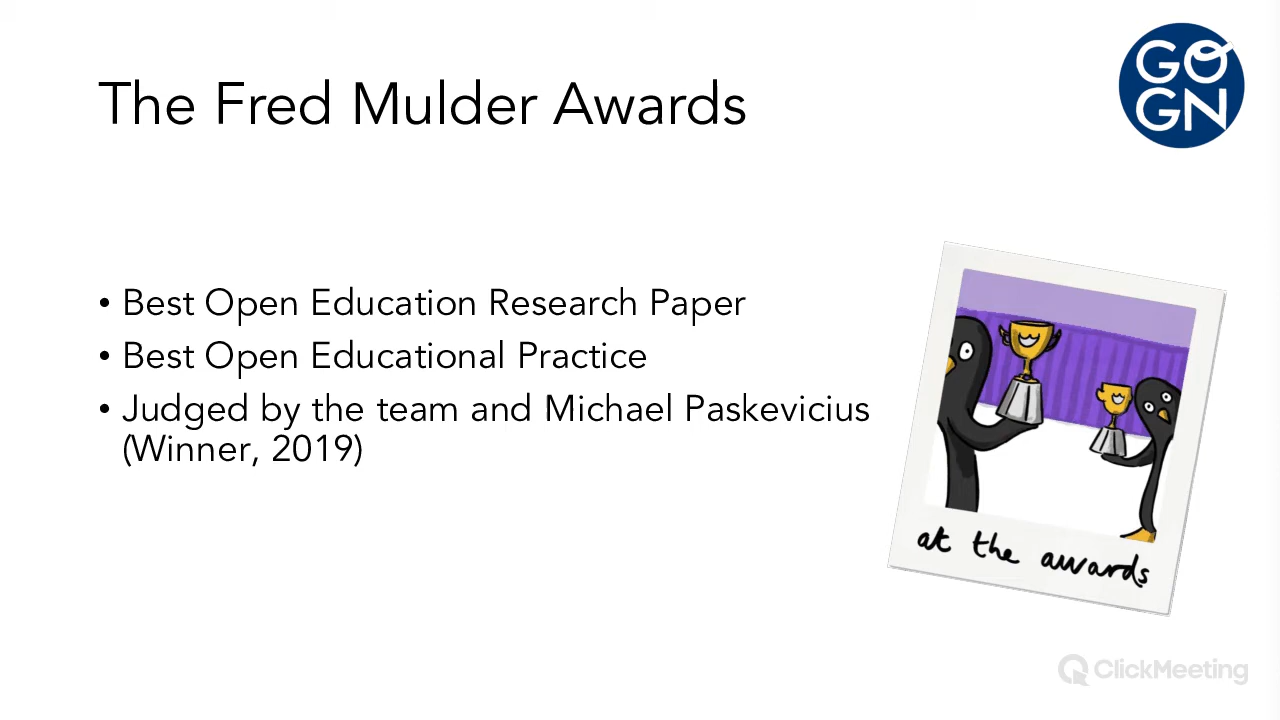 GO
GN
The Fred Mulder Awards
• Best Open Education Research Paper
• Best Open Educational Practice
• Judged by the team and Michael Paskevicius
(Winner, 2019)
at the awards
ClickMeeting